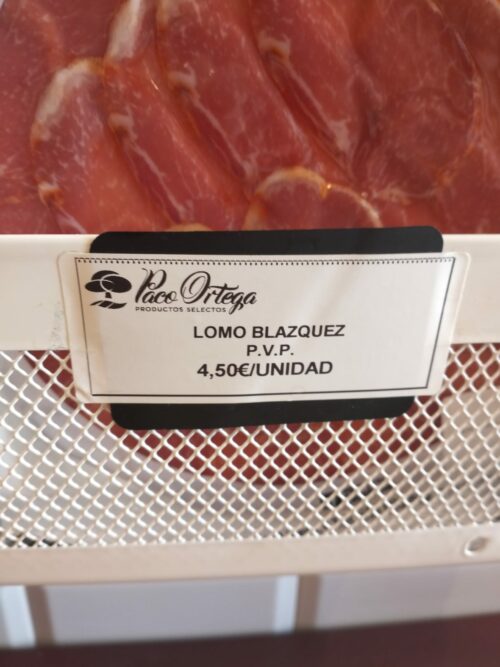 Paco Ortega
PRODUCTOS SELECTOS
LOMO BLAZQUEZ
P.V.P.
4,50€/UNIDAD